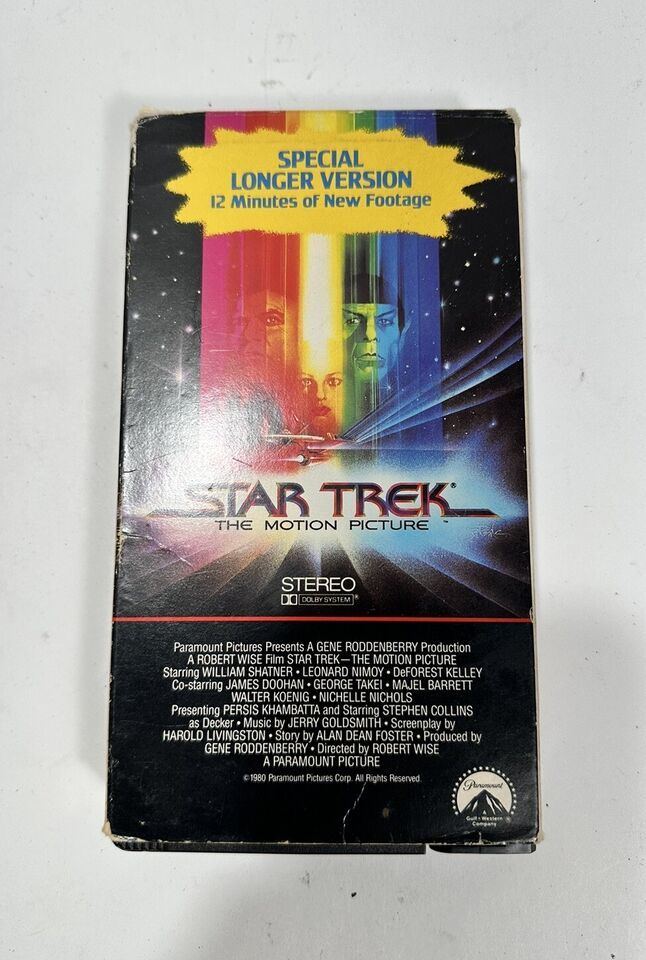 SPECIAL
LONGER VERSION
12 Minutes of New Footage
STAR TREK®
THE MOTION PICTURE ™
STEREO
DOLBY SYSTEM®
Paramount Pictures Presents A GENE RODDENBERRY Production
A ROBERT WISE Film STAR TREK—THE MOTION PICTURE
Starring WILLIAM SHATNER • LEONARD NIMOY • DeFOREST KELLEY
Co-starring JAMES DOOHAN • GEORGE TAKEI • MAJEL BARRETT
WALTER KOENIG • NICHELLE NICHOLS
Presenting PERSIS KHAMBATTA and Starring STEPHEN COLLINS
as Decker • Music by JERRY GOLDSMITH • Screenplay by
HAROLD LIVINGSTON • Story by ALAN DEAN FOSTER • Produced by
GENE RODDENBERRY • Directed by ROBERT WISE
A PARAMOUNT PICTURE
©1980 Paramount Pictures Corp. All Rights Reserved.
Paramount
Gulf+Western
Company